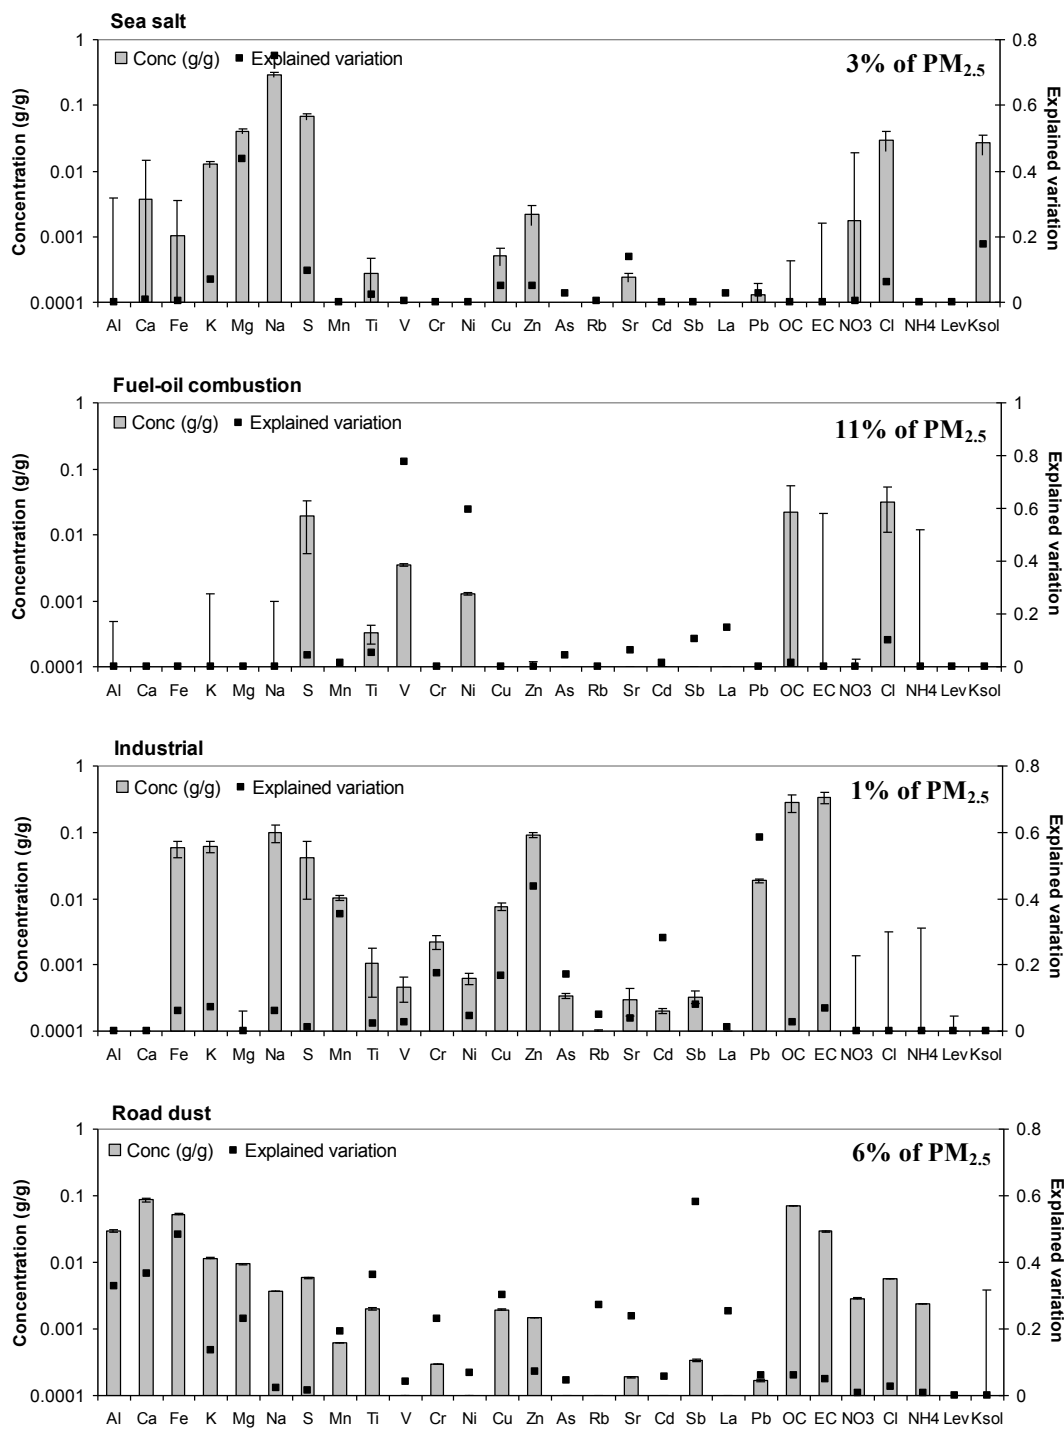 Sea salt
Conc (g/g) Explained variation
3% of PM2.5
Concentration (g/g)
1
0.1
0.01
0.001
0.0001
0.8
0.6
0.4
0.2
0
Explained variation
Al Ca Fe K Mg Na S Mn Ti V Cr Ni Cu Zn As Rb Sr Cd Sb La Pb OC EC NO3 Cl NH4 Lev Ksol
Fuel-oil combustion
Conc (g/g) Explained variation
11% of PM2.5
Concentration (g/g)
1
0.1
0.01
0.001
0.0001
1
0.8
0.6
0.4
0.2
0
Explained variation
Al Ca Fe K Mg Na S Mn Ti V Cr Ni Cu Zn As Rb Sr Cd Sb La Pb OC EC NO3 Cl NH4 Lev Ksol
Industrial
Conc (g/g) Explained variation
1% of PM2.5
Concentration (g/g)
1
0.1
0.01
0.001
0.0001
0.8
0.6
0.4
0.2
0
Explained variation
Al Ca Fe K Mg Na S Mn Ti V Cr Ni Cu Zn As Rb Sr Cd Sb La Pb OC EC NO3 Cl NH4 Lev Ksol
Road dust
Conc (g/g) Explained variation
6% of PM2.5
Concentration (g/g)
1
0.1
0.01
0.001
0.0001
0.8
0.6
0.4
0.2
0
Explained variation
Al Ca Fe K Mg Na S Mn Ti V Cr Ni Cu Zn As Rb Sr Cd Sb La Pb OC EC NO3 Cl NH4 Lev Ksol